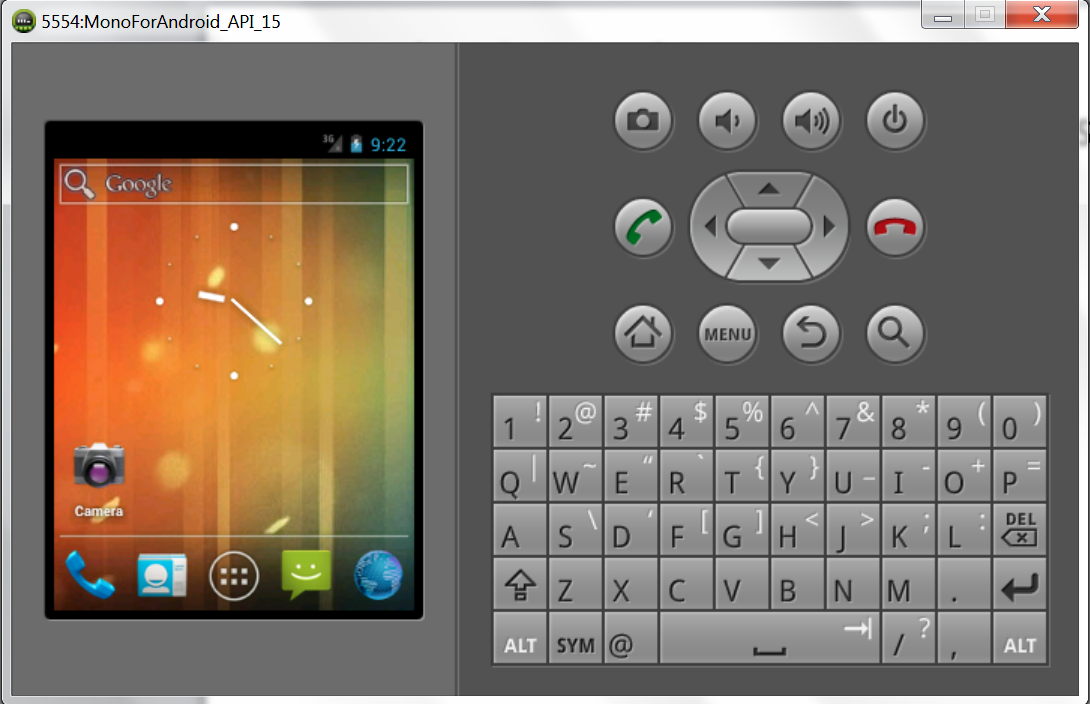 5554:MonoForAndroid_API_15
3G 9:22
Google
Camera
MENU
1 ! 2 @ 3 # 4 $ 5 % 6 ^ 7 & 8 * 9 ( 0 )
Q | W ~ E “ R ` T { Y } U _ I - O + P =
A S \ D ‘ F [ G ] H < J > K ; L : DEL
Z X C V B N M .
ALT SYM @ / ? , ALT